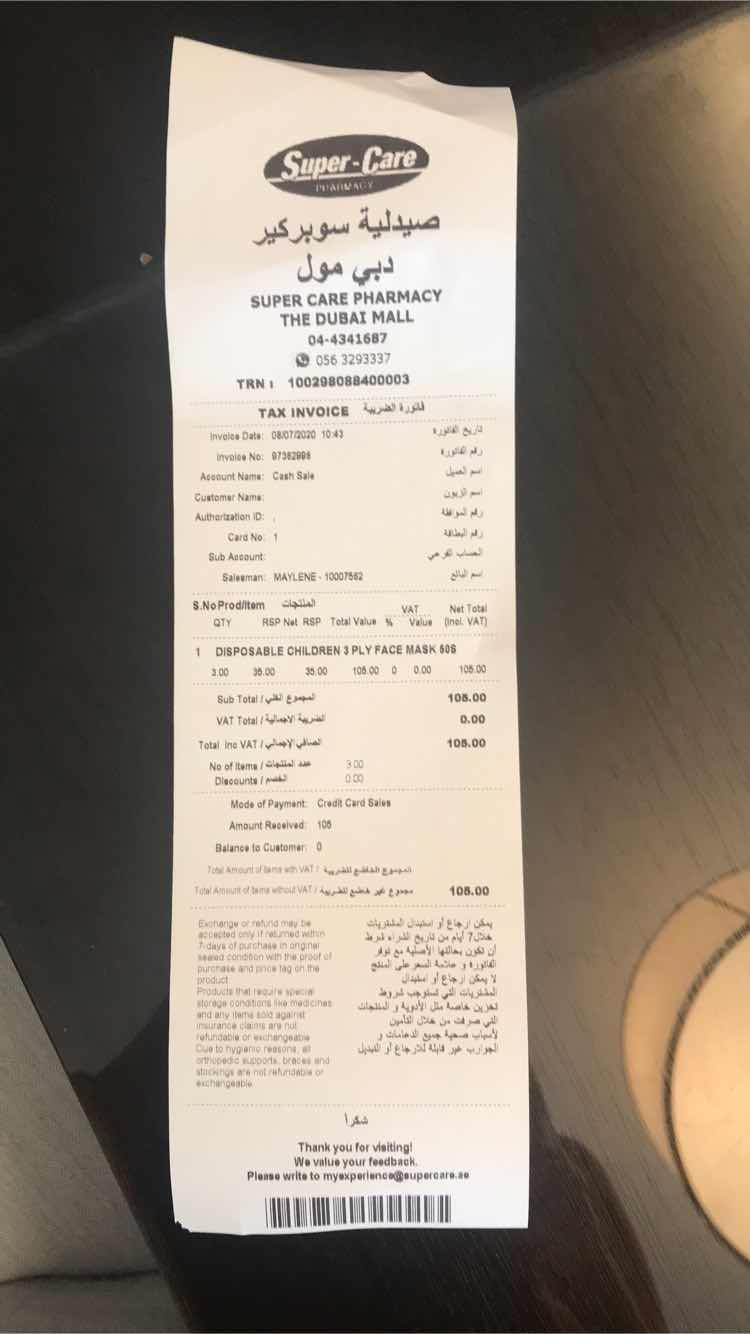 Super-Care
PHARMACY
صيدلية سوبركير
دبي مول
SUPER CARE PHARMACY
THE DUBAI MALL
04-4341687
056 3293337
TRN : 100298088400003
TAX INVOICE فاتورة الضريبة
Invoice Date: 08/07/2020 10:43 تاريخ الفاتورة
Invoice No: 97382998 رقم الفاتورة
Account Name: Cash Sale اسم العميل
Customer Name: اسم الزبون
Authorization ID: , رقم الموافقة
Card No: 1 رقم البطاقة
Sub Account: الحساب الفرعي
Salesman: MAYLENE - 10007562 اسم البائع
S.No Prod/Item المنتجات VAT Net Total
QTY RSP Net RSP Total Value % Value (Incl. VAT)
1 DISPOSABLE CHILDREN 3 PLY FACE MASK 50S
3.00 35.00 35.00 105.00 0 0.00 105.00
Sub Total / المجموع الكلي 105.00
VAT Total / الضريبة الاجمالية 0.00
Total Inc VAT / الصافي الإجمالي 105.00
No of Items / عدد المنتجات 3.00
Discounts / الخصم 0.00
Mode of Payment: Credit Card Sales
Amount Received: 105
Balance to Customer: 0
Total Amount of items with VAT / المجموع الخاضع للضريبة
Total Amount of items without VAT / مجموع غير خاضع للضريبة 105.00
Exchange or refund may be
accepted only if returned within
7-days of purchase in original
sealed condition with the proof of
purchase and price tag on the
product
Products that require special
storage conditions like medicines
and any items sold against
insurance claims are not
refundable or exchangeable
Due to hygienic reasons, all
orthopedic supports, braces and
stockings are not refundable or
exchangeable
يمكن ارجاع أو استبدال المشتريات
خلال 7 أيام من تاريخ الشراء شرط
أن تكون بحالتها الأصلية مع توفر
الفاتورة و علامة السعر على المنتج
لا يمكن ارجاع أو استبدال
المشتريات التي تستوجب شروط
تخزين خاصة مثل الأدوية و المنتجات
التي صرفت من خلال التأمين
لأسباب صحية جميع الدعامات و
الجوارب غير قابلة للارجاع أو التبديل
شكراً
Thank you for visiting!
We value your feedback.
Please write to myexperience@supercare.ae